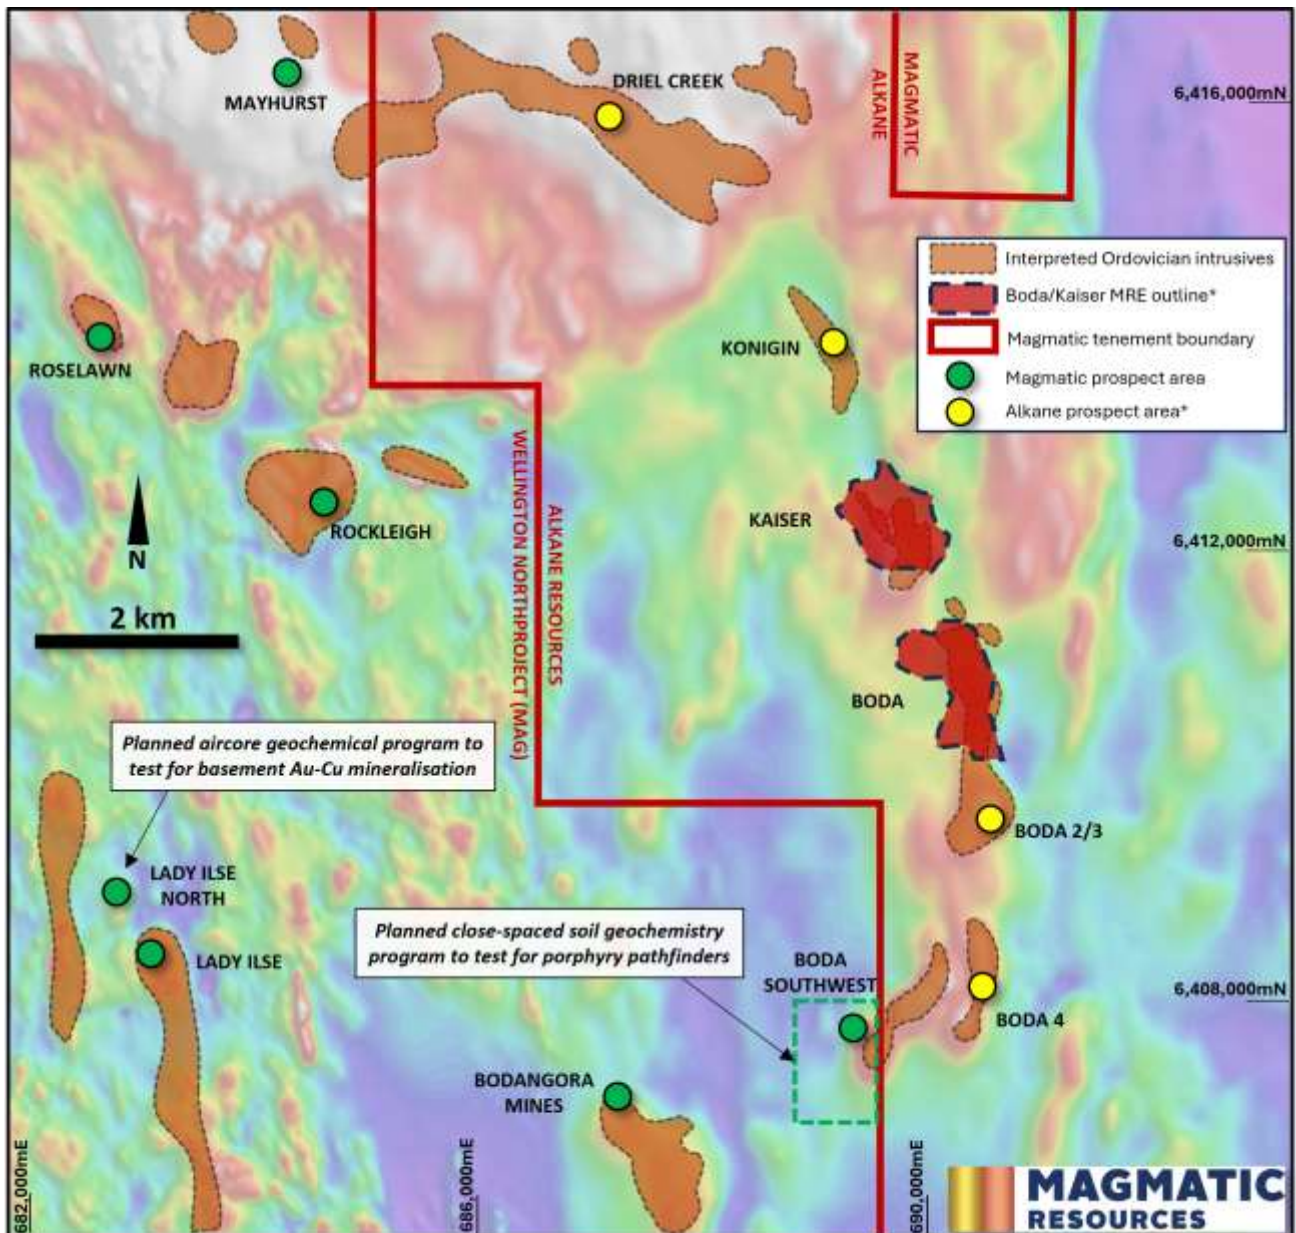 MAYHURST
DRIEL CREEK
MAGMATIC
ALKANE
6,416,000mN
Interpreted Ordovician intrusives
Boda/Kaiser MRE outline*
Magmatic tenement boundary
Magmatic prospect area
Alkane prospect area*
ROSELAWN
KONIGIN
ROCKLEIGH
KAISER
6,412,000mN
N
2 km
WELLINGTON NORTHPROJECT (MAG)
ALKANE RESOURCES
BODA
Planned aircore geochemical program to
test for basement Au-Cu mineralisation
BODA 2/3
LADY ILSE
NORTH
LADY ILSE
Planned close-spaced soil geochemistry
program to test for porphyry pathfinders
BODA
SOUTHWEST
6,408,000mN
BODA 4
BODANGORA
MINES
682,000mE
686,000mE
690,000mE
MAGMATIC
RESOURCES